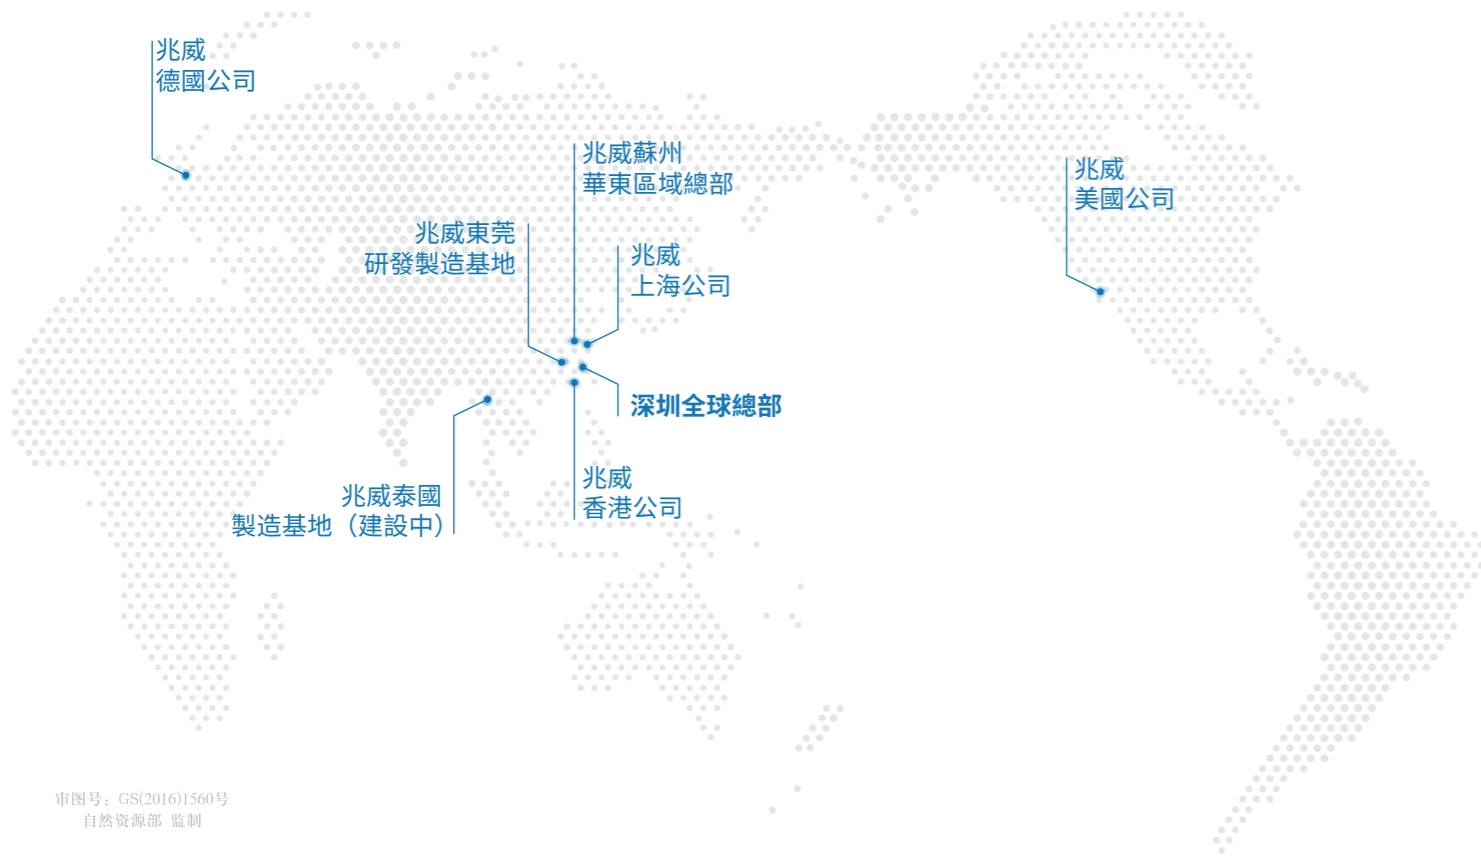 兆威
德國公司
兆威蘇州
華東區域總部
兆威
美國公司
兆威東莞
研發製造基地
兆威
上海公司
深圳全球總部
兆威
香港公司
兆威泰國
製造基地（建設中）
审图号：GS(2016)1560号
自然资源部 监制